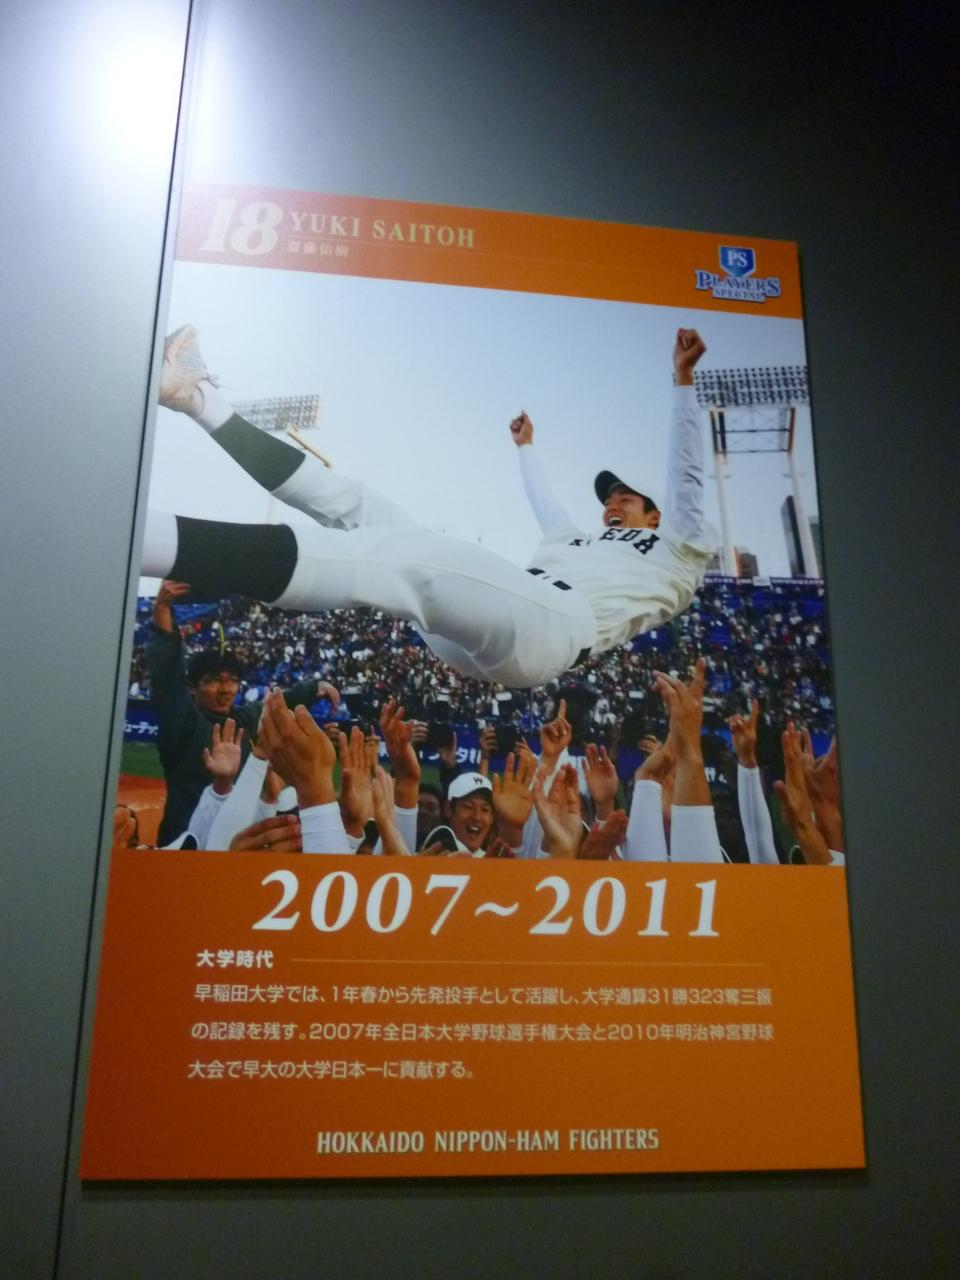 18 YUKI SAITOH
斎藤佑樹
PS
PLAYERS
SPECIAL
EDA
W
2007~2011
大学時代
早稲田大学では、1年春から先発投手として活躍し、大学通算31勝323奪三振
の記録を残す。2007年全日本大学野球選手権大会と2010年明治神宮野球
大会で早大の大学日本一に貢献する。
HOKKAIDO NIPPON-HAM FIGHTERS